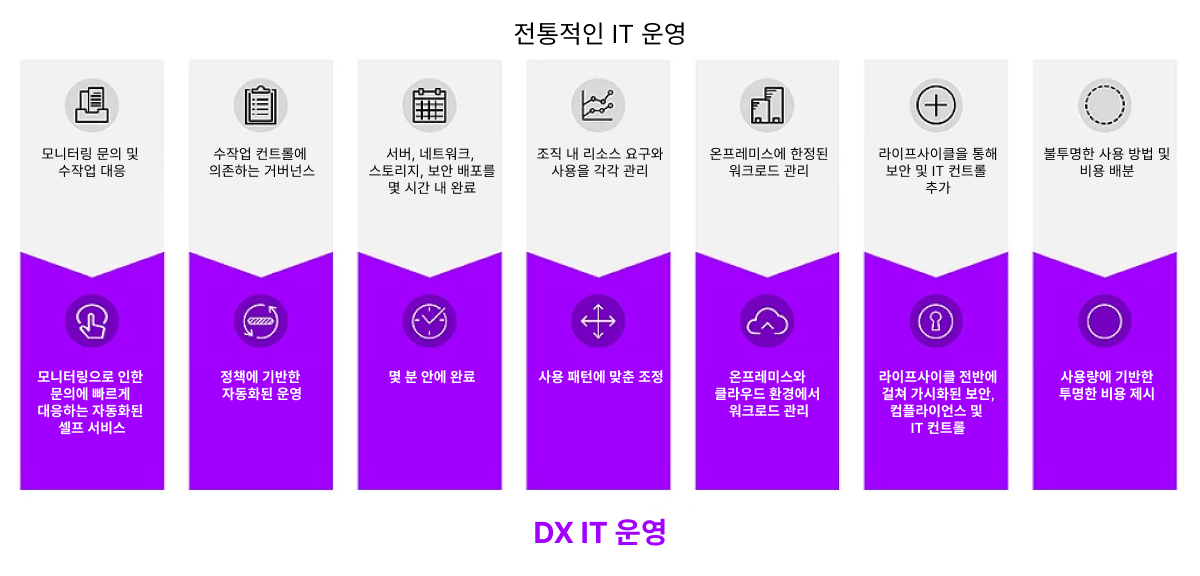 전통적인 IT 운영
모니터링 문의 및
수작업 대응
수작업 컨트롤에
의존하는 거버넌스
서버, 네트워크,
스토리지, 보안 배포를
몇 시간 내 완료
조직 내 리소스 요구와
사용을 각각 관리
온프레미스에 한정된
워크로드 관리
라이프사이클을 통해
보안 및 IT 컨트롤
추가
불투명한 사용 방법 및
비용 배분
모니터링으로 인한
문의에 빠르게
대응하는 자동화된
셀프 서비스
정책에 기반한
자동화된 운영
몇 분 안에 완료
사용 패턴에 맞춘 조정
온프레미스와
클라우드 환경에서
워크로드 관리
라이프사이클 전반에
걸쳐 가시화된 보안,
컴플라이언스 및
IT 컨트롤
사용량에 기반한
투명한 비용 제시
DX IT 운영